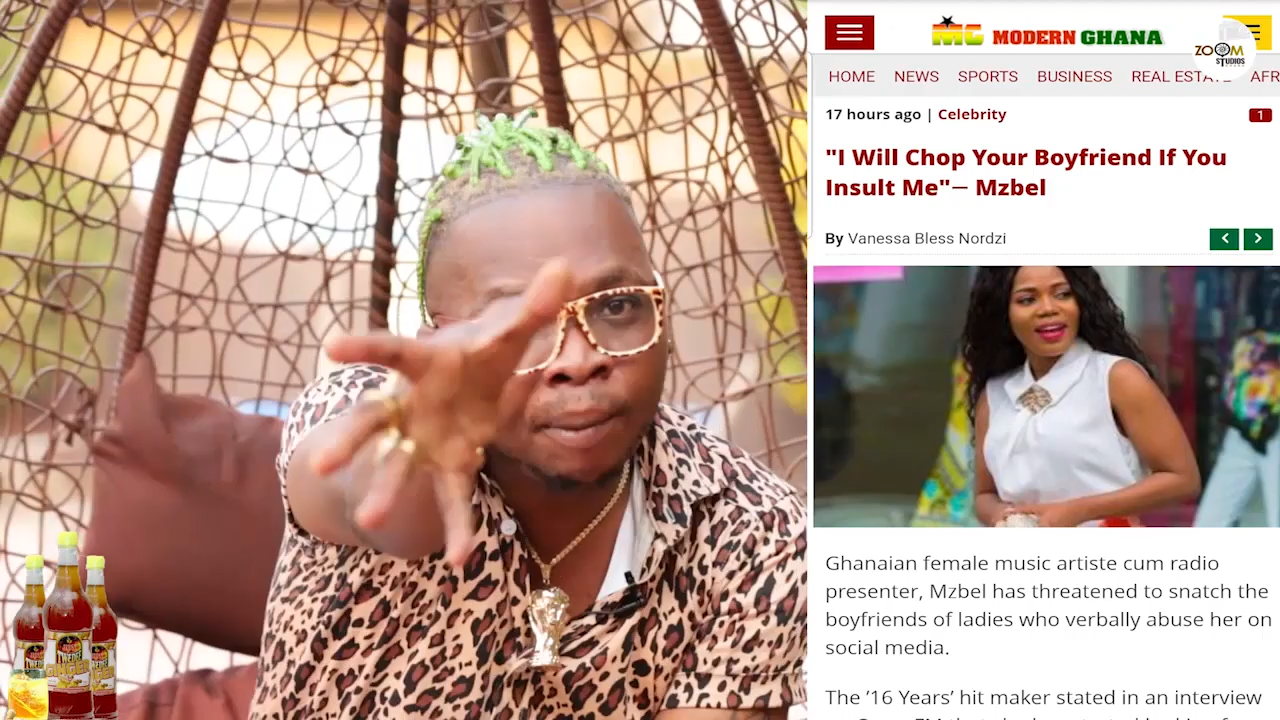 MG MODERN GHANA
ZOOM
STUDIOS
HOME NEWS SPORTS BUSINESS REAL ESTATE AFR
17 hours ago | Celebrity
1
"I Will Chop Your Boyfriend If You
Insult Me"— Mzbel
By Vanessa Bless Nordzi
Ghanaian female music artiste cum radio
presenter, Mzbel has threatened to snatch the
boyfriends of ladies who verbally abuse her on
social media.
The ’16 Years’ hit maker stated in an interview
GINGER